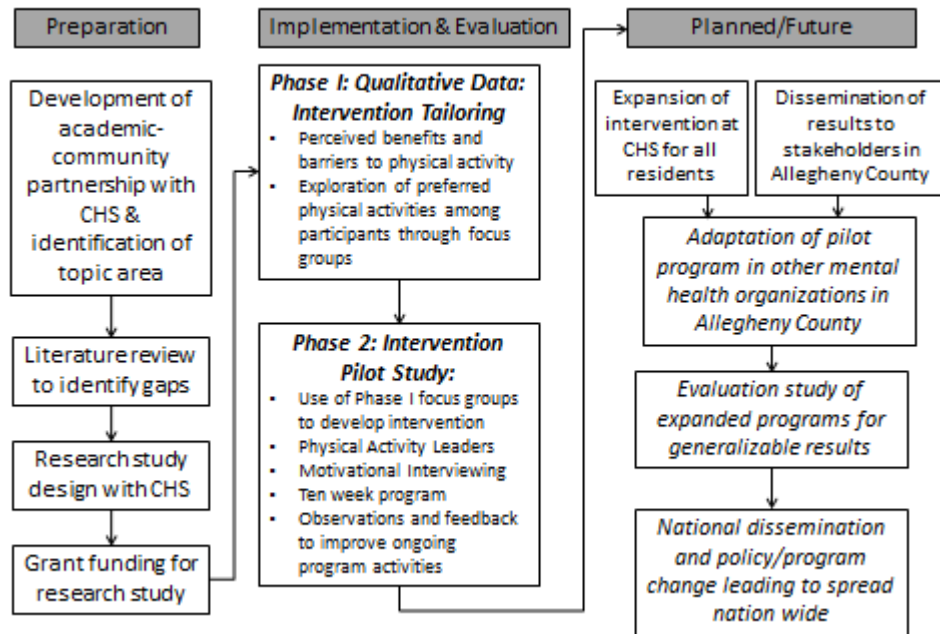 Preparation
Development of
academic-
community
partnership with
CHS &
identification of
topic area
Literature review
to identify gaps
Research study
design with CHS
Grant funding for
research study
Implementation & Evaluation
Phase I: Qualitative Data:
Intervention Tailoring
▪ Perceived benefits and
barriers to physical activity
▪ Exploration of preferred
physical activities among
participants through focus
groups
Phase 2: Intervention
Pilot Study:
▪ Use of Phase I focus groups
to develop intervention
▪ Physical Activity Leaders
▪ Motivational Interviewing
▪ Ten week program
▪ Observations and feedback
to improve ongoing
program activities
Planned/Future
Expansion of
intervention at
CHS for all
residents
Dissemination of
results to
stakeholders in
Allegheny County
Adaptation of pilot
program in other mental
health organizations in
Allegheny County
Evaluation study of
expanded programs for
generalizable results
National dissemination
and policy/program
change leading to spread
nation wide